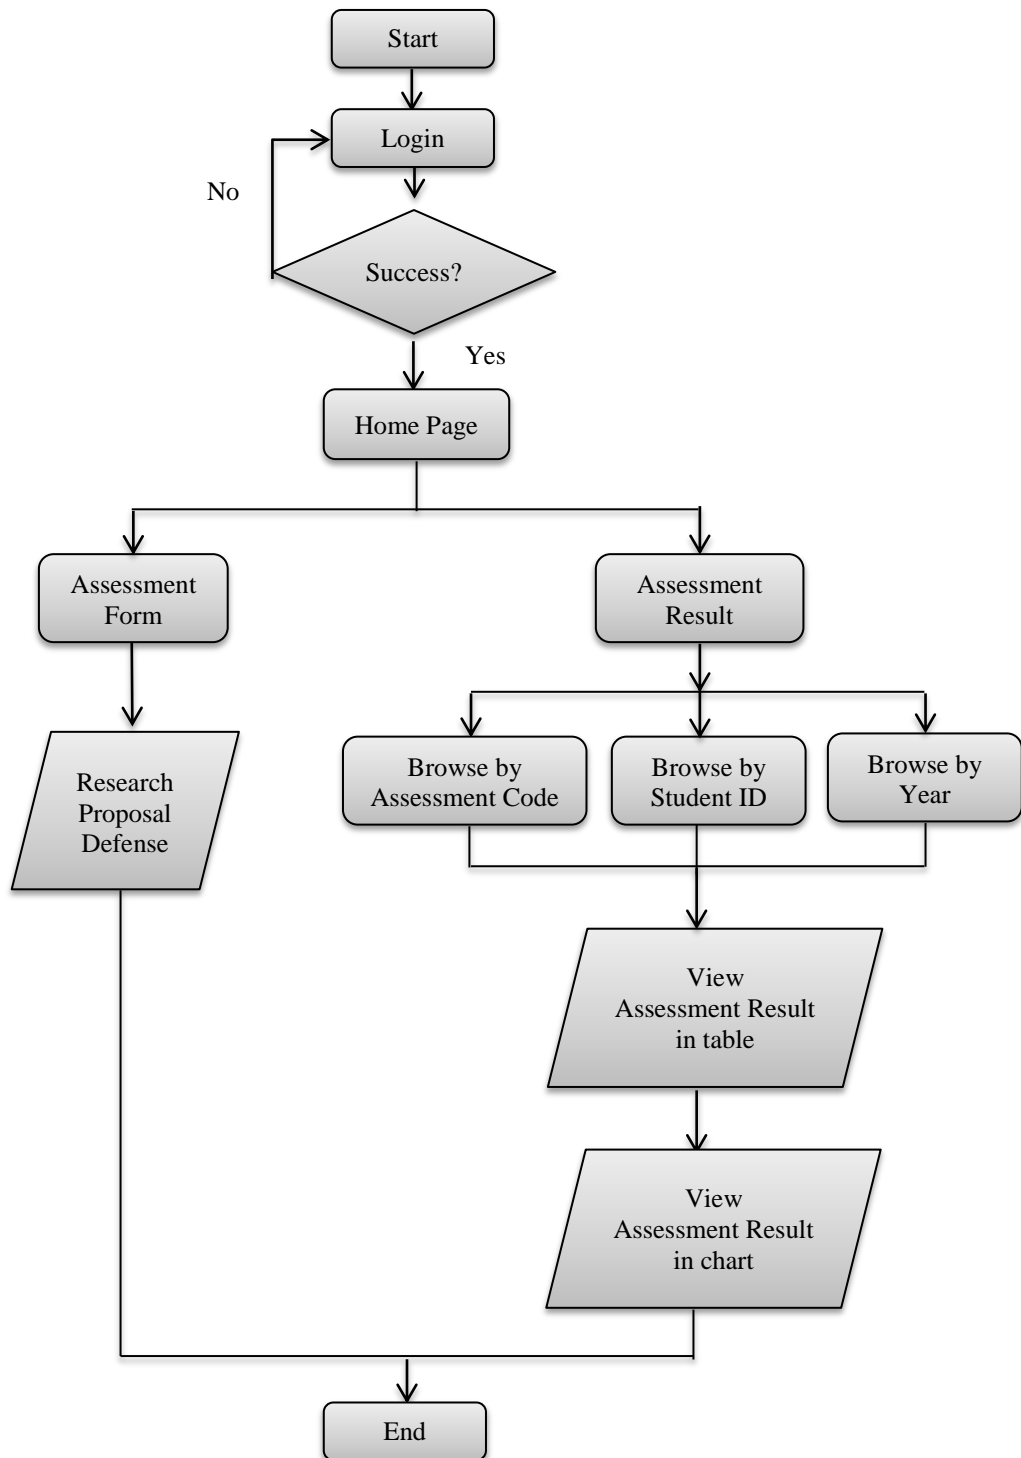 Start
Login
No
Success?
Yes
Home Page
Assessment
Form
Assessment
Result
Research
Proposal
Defense
Browse by
Assessment Code
Browse by
Student ID
Browse by
Year
View
Assessment Result
in table
View
Assessment Result
in chart
End